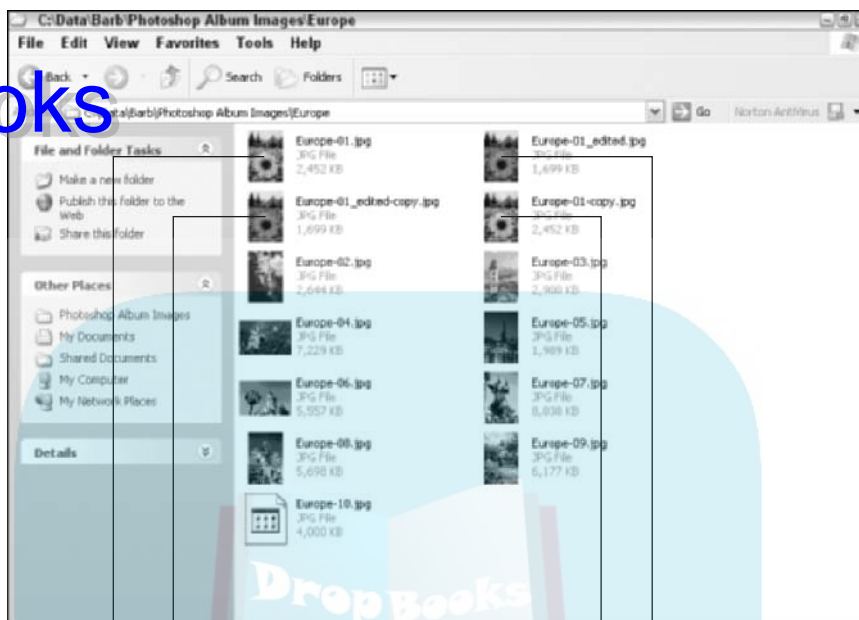 C:\Data\Barb\Photoshop Album Images\Europe
File Edit View Favorites Tools Help
Back Search Folders
oks
C:\Data\Barb\Photoshop Album Images\Europe Go Norton AntiVirus
File and Folder Tasks
Make a new folder
Publish this folder to the
Web
Share this folder
Other Places
Photoshop Album Images
My Documents
Shared Documents
My Computer
My Network Places
Details
Europe-01.jpg
JPG File
2,452 KB
Europe-01_edited.jpg
JPG File
1,699 KB
Europe-01_edited-copy.jpg
JPG File
1,699 KB
Europe-01-copy.jpg
JPG File
2,452 KB
Europe-02.jpg
JPG File
2,644 KB
Europe-03.jpg
JPG File
2,900 KB
Europe-04.jpg
JPG File
7,229 KB
Europe-05.jpg
JPG File
1,989 KB
Europe-06.jpg
JPG File
5,557 KB
Europe-07.jpg
JPG File
8,038 KB
Europe-08.jpg
JPG File
5,698 KB
Europe-09.jpg
JPG File
6,177 KB
Europe-10.jpg
JPG File
4,000 KB
DropBooks